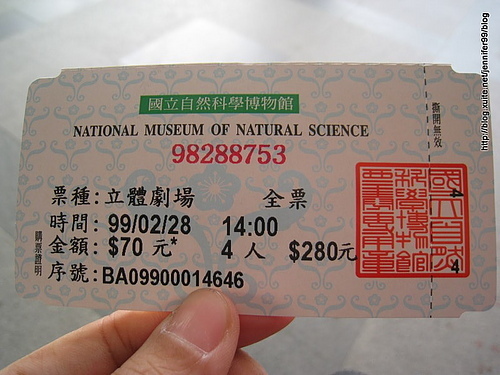 http://blog.xuite.net/jennifer99/blog
國立自然科學博物館
NATIONAL MUSEUM OF NATURAL SCIENCE
98288753
票種：立體劇場 全票
時間：99/02/28 14:00
金額：$70 元* 4 人 $280元
序號：BA09900014646
購票證明
撕開無效
4
4